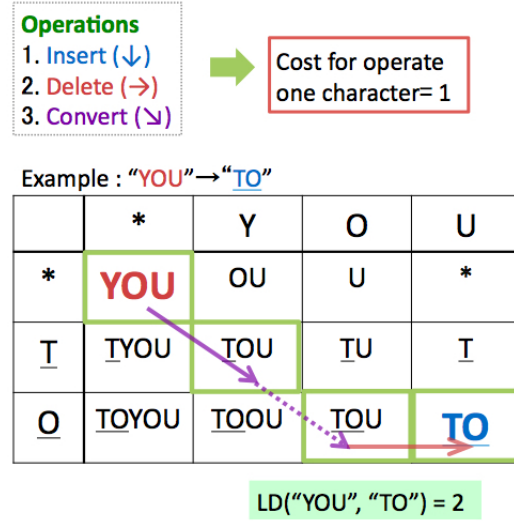 Operations
1. Insert (↓)
2. Delete (→)
3. Convert (↘)
Cost for operate
one character= 1
Example : “YOU”→“TO”
* Y O U
* YOU OU U *
T TYOU TOU TU T
O TOYOU TOOU TOU TO
LD(“YOU”, “TO”) = 2